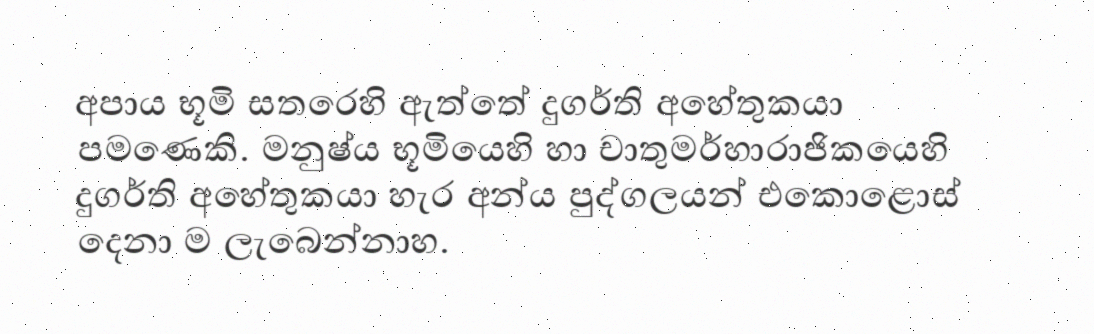 අපාය භූමි සතරෙහි ඇත්තේ දුගර්ති අහේතුකයා
පමණෙකි. මනුෂ්ය භූමියෙහි හා චාතුමර්හාරාජිකයෙහි
දුගර්ති අහේතුකයා හැර අන්ය පුද්ගලයන් එකොළොස්
දෙනා ම ලැබෙන්නාහ.